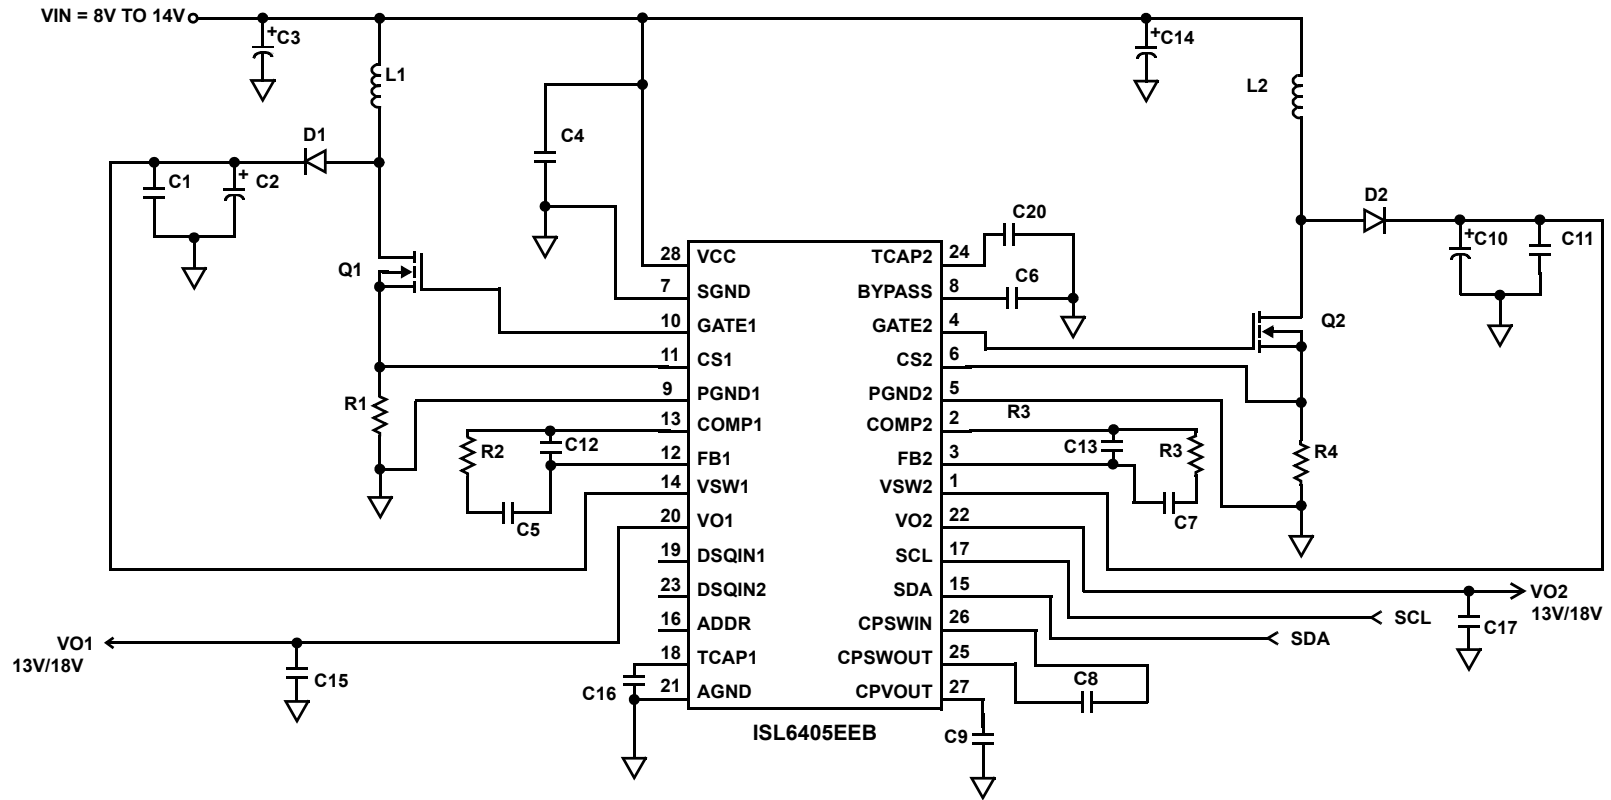 VIN = 8V TO 14V
+
C3
+
C14
L1
L2
D1
C4
C1
+
C2
D2
C20
+
C10
C11
Q1
28
VCC
TCAP2
24
C6
7
SGND
BYPASS
8
10
GATE1
GATE2
4
Q2
11
CS1
CS2
6
R1
9
PGND1
PGND2
5
R3
13
COMP1
COMP2
2
R2
C12
C13
R3
R4
12
FB1
FB2
3
14
VSW1
VSW2
1
C5
C7
20
VO1
VO2
22
19
DSQIN1
SCL
17
23
DSQIN2
SDA
15
VO2
13V/18V
16
ADDR
CPSWIN
26
SCL
C17
SDA
VO1
13V/18V
18
TCAP1
CPSWOUT
25
C15
C16
21
AGND
CPVOUT
27
C8
ISL6405EEB
C9